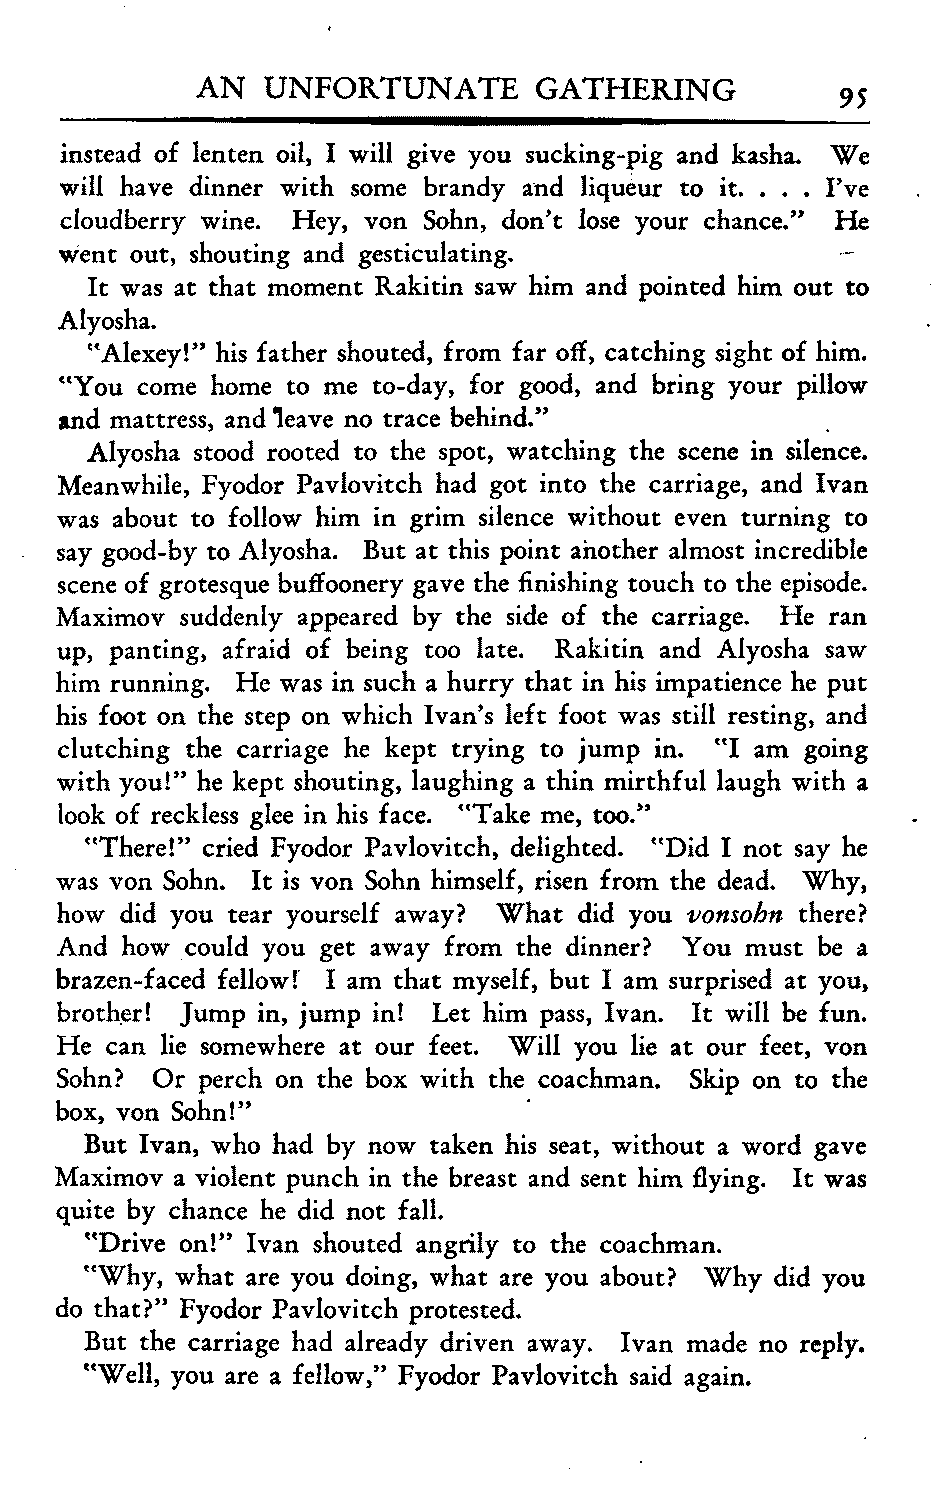 AN UNFORTUNATE GATHERING 95
instead of lenten oil, I will give you sucking-pig and kasha. We
will have dinner with some brandy and liqueur to it. . . . I've
cloudberry wine. Hey, von Sohn, don't lose your chance." He
went out, shouting and gesticulating.
It was at that moment Rakitin saw him and pointed him out to
Alyosha.
"Alexey!" his father shouted, from far off, catching sight of him.
"You come home to me to-day, for good, and bring your pillow
and mattress, and leave no trace behind."
Alyosha stood rooted to the spot, watching the scene in silence.
Meanwhile, Fyodor Pavlovitch had got into the carriage, and Ivan
was about to follow him in grim silence without even turning to
say good-by to Alyosha. But at this point another almost incredible
scene of grotesque buffoonery gave the finishing touch to the episode.
Maximov suddenly appeared by the side of the carriage. He ran
up, panting, afraid of being too late. Rakitin and Alyosha saw
him running. He was in such a hurry that in his impatience he put
his foot on the step on which Ivan's left foot was still resting, and
clutching the carriage he kept trying to jump in. "I am going
with you!" he kept shouting, laughing a thin mirthful laugh with a
look of reckless glee in his face. "Take me, too."
"There!" cried Fyodor Pavlovitch, delighted. "Did I not say he
was von Sohn. It is von Sohn himself, risen from the dead. Why,
how did you tear yourself away? What did you vonsohn there?
And how could you get away from the dinner? You must be a
brazen-faced fellow! I am that myself, but I am surprised at you,
brother! Jump in, jump in! Let him pass, Ivan. It will be fun.
He can lie somewhere at our feet. Will you lie at our feet, von
Sohn? Or perch on the box with the coachman. Skip on to the
box, von Sohn!"
But Ivan, who had by now taken his seat, without a word gave
Maximov a violent punch in the breast and sent him flying. It was
quite by chance he did not fall.
"Drive on!" Ivan shouted angrily to the coachman.
"Why, what are you doing, what are you about? Why did you
do that?" Fyodor Pavlovitch protested.
But the carriage had already driven away. Ivan made no reply.
"Well, you are a fellow," Fyodor Pavlovitch said again.